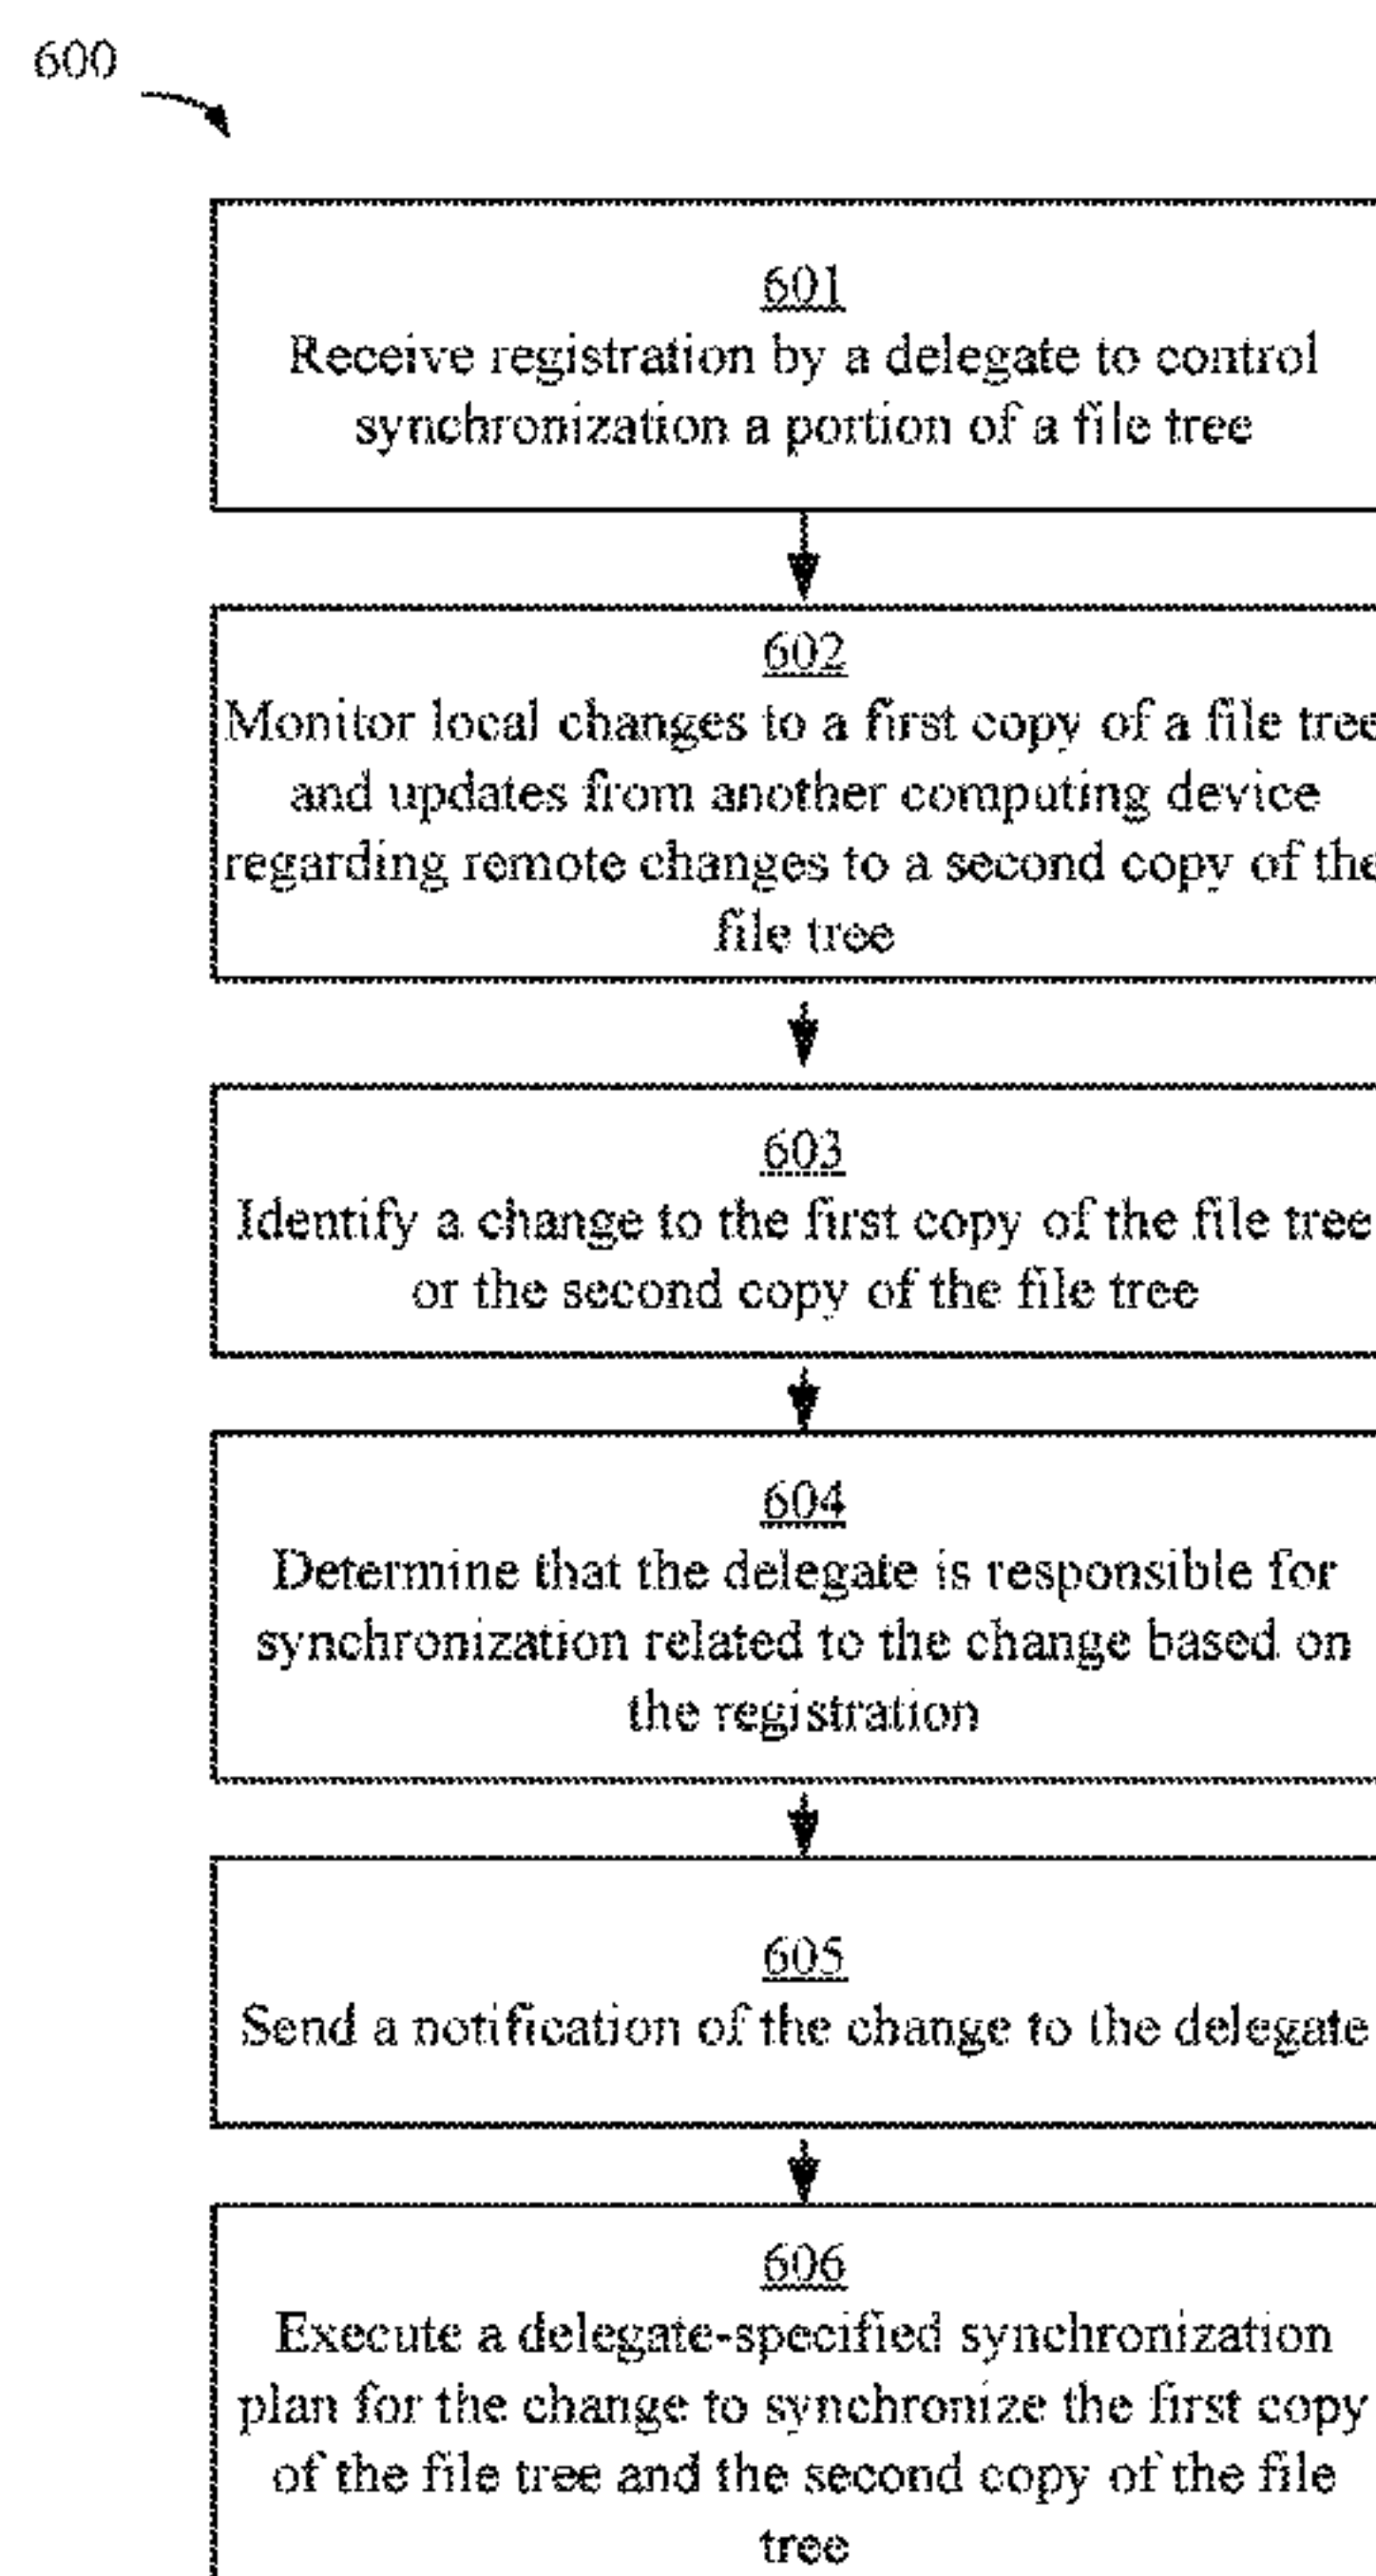 600
601
Receive registration by a delegate to control
synchronization a portion of a file tree
602
Monitor local changes to a first copy of a file tree
and updates from another computing device
regarding remote changes to a second copy of the
file tree
603
Identify a change to the first copy of the file tree
or the second copy of the file tree
604
Determine that the delegate is responsible for
synchronization related to the change based on
the registration
605
Send a notification of the change to the delegate
606
Execute a delegate-specified synchronization
plan for the change to synchronize the first copy
of the file tree and the second copy of the file
tree